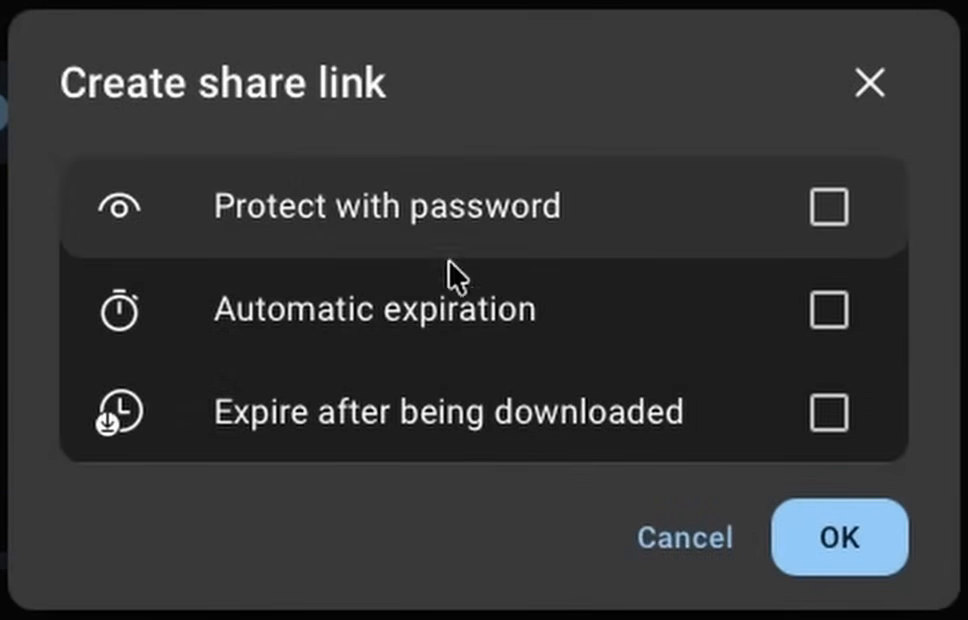 Create share link
Protect with password
Automatic expiration
Expire after being downloaded
Cancel OK